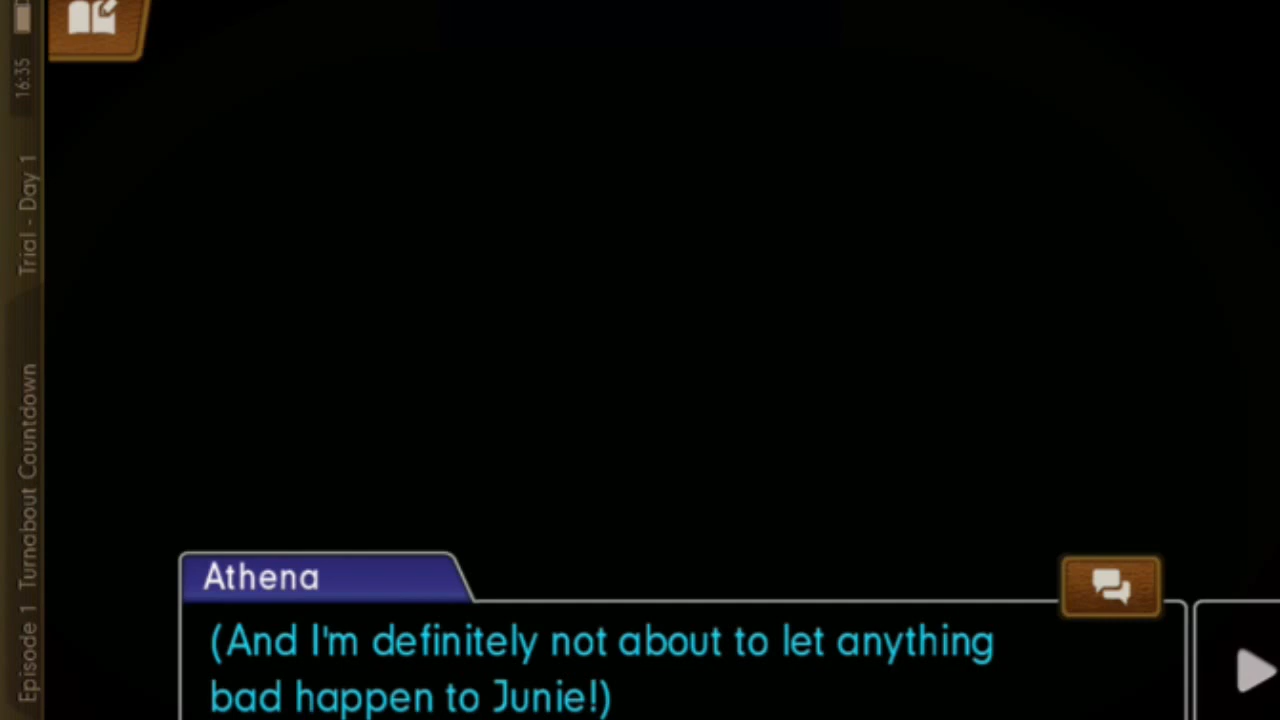 16:35
Trial - Day 1
Episode 1 Turnabout Countdown
Athena
(And I'm definitely not about to let anything
bad happen to Junie!)